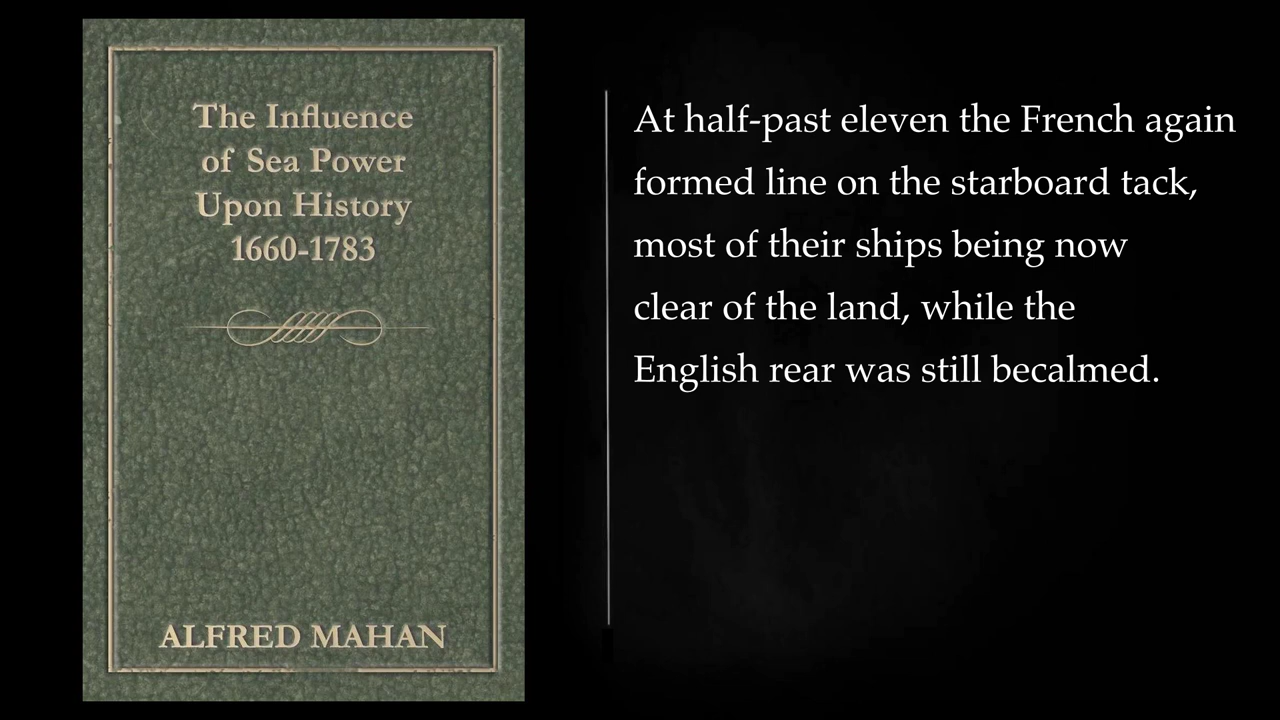 The Influence
of Sea Power
Upon History
1660-1783
ALFRED MAHAN
At half-past eleven the French again
formed line on the starboard tack,
most of their ships being now
clear of the land, while the
English rear was still becalmed.